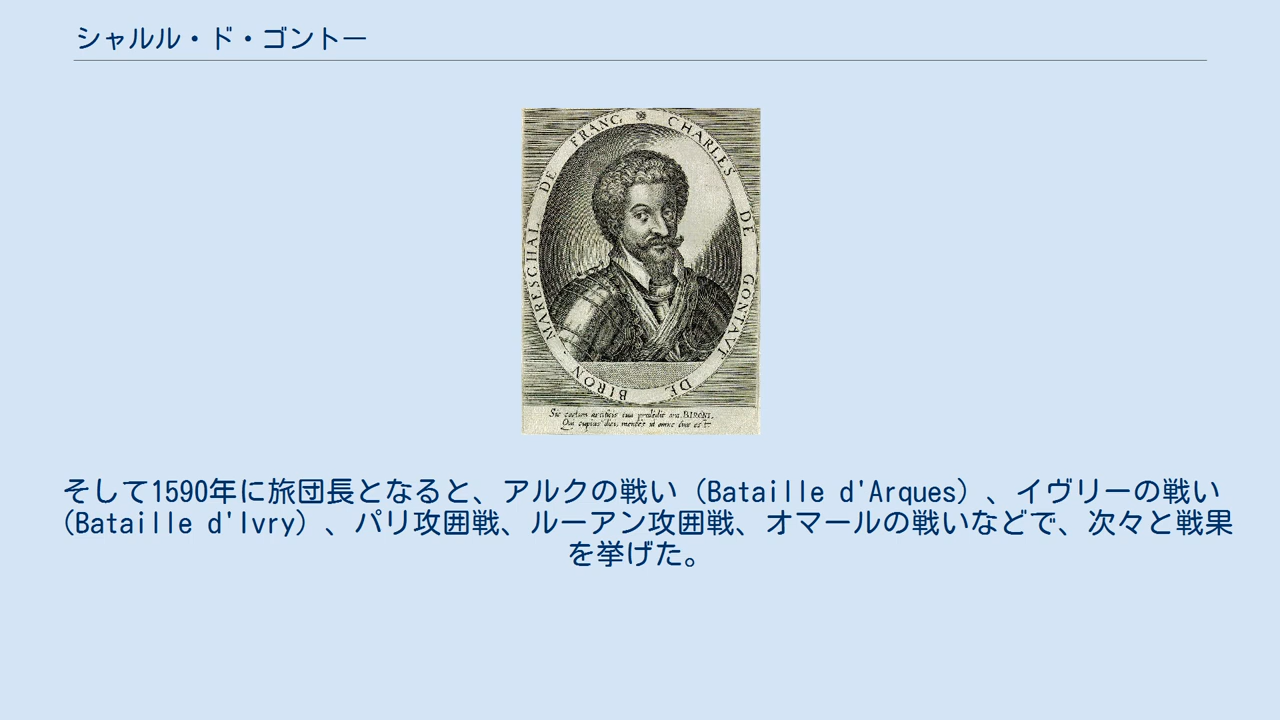 シャルル・ド・ゴントー
MARESCHAL DE FRANC CHARLES DE GONTAVT DE BIRON
BIRONI.
そして1590年に旅団長となると、アルクの戦い（Bataille d'Arques）、イヴリーの戦い
（Bataille d'Ivry）、パリ攻囲戦、ルーアン攻囲戦、オマールの戦いなどで、次々と戦果
を挙げた。